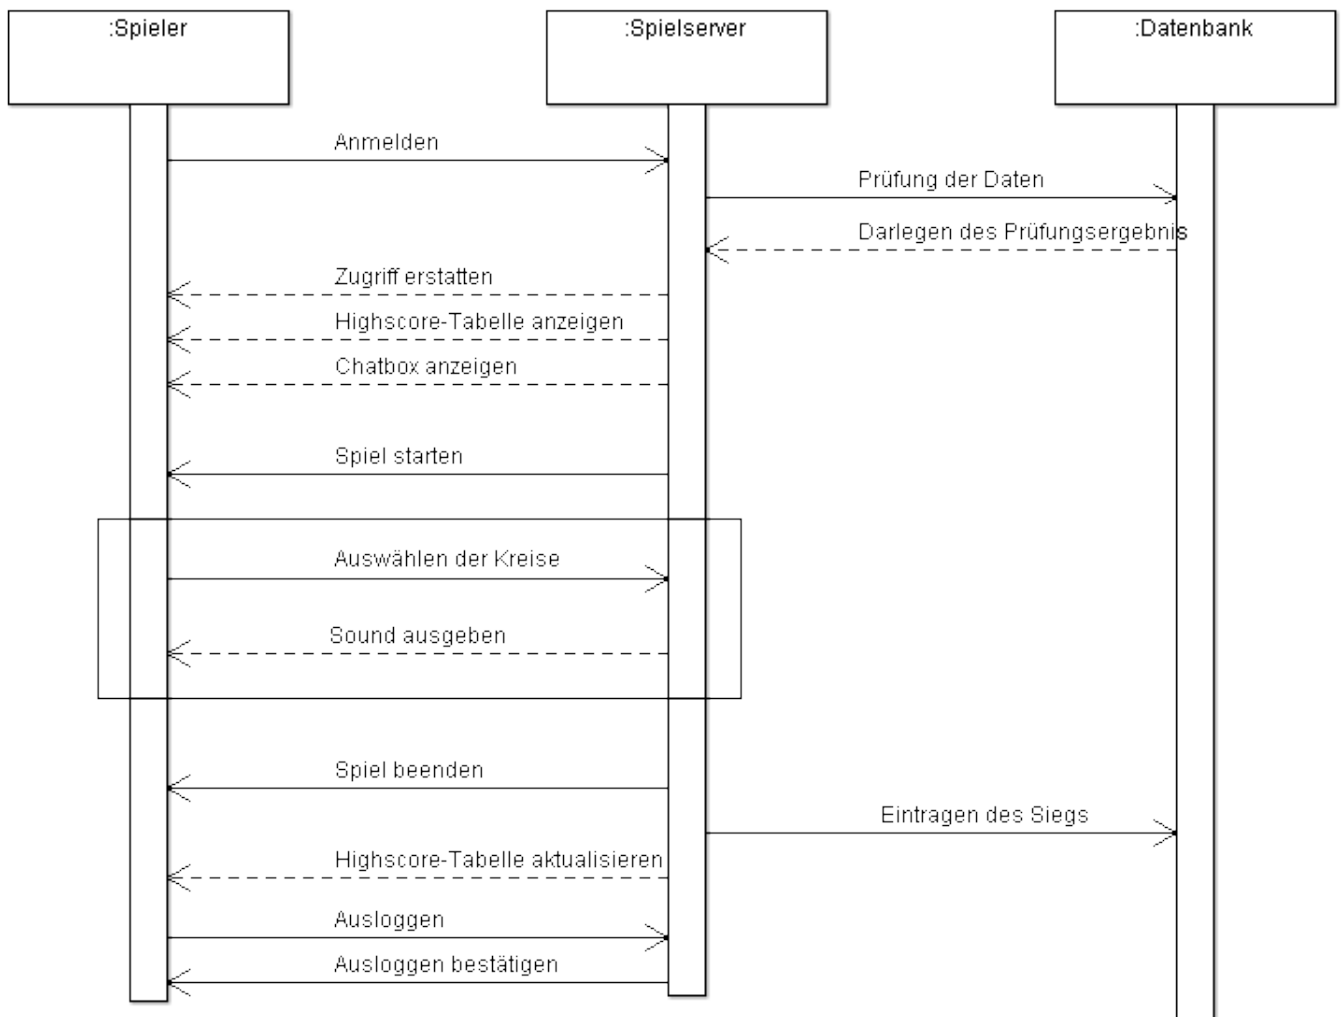 :Spieler
:Spielserver
:Datenbank
Anmelden
Prüfung der Daten
Darlegen des Prüfungsergebnis
Zugriff erstatten
Highscore-Tabelle anzeigen
Chatbox anzeigen
Spiel starten
Auswählen der Kreise
Sound ausgeben
Spiel beenden
Eintragen des Siegs
Highscore-Tabelle aktualisieren
Ausloggen
Ausloggen bestätigen